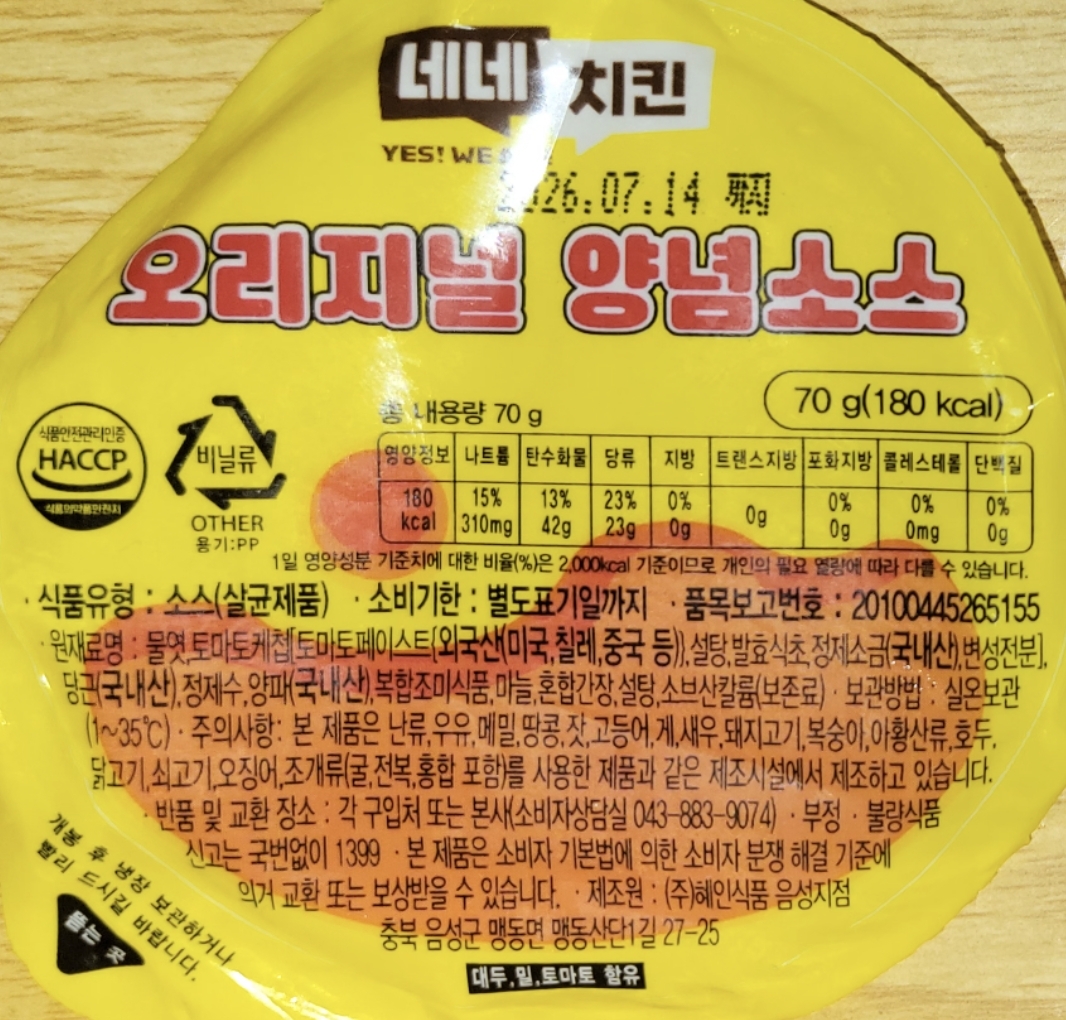 네네 치킨
YES! WE
26.07.14 까지
오리지널 양념소스
70 g(180 kcal)
총 내용량 70 g
영양정보 나트륨 탄수화물 당류 지방 트랜스지방 포화지방 콜레스테롤 단백질
180 15% 13% 23% 0% 0g 0% 0% 0%
kcal 310mg 42g 23g 0g 0g 0mg 0g
식품안전관리인증
HACCP
식품의약품안전처
비닐류
OTHER
용기:PP
1일 영양성분 기준치에 대한 비율(%)은 2,000kcal 기준이므로 개인의 필요 열량에 따라 다를 수 있습니다.
· 식품유형 : 소스(살균제품) · 소비기한 : 별도표기일까지 · 품목보고번호 : 20100445265155
· 원재료명 : 물엿,토마토케첩[토마토페이스트{외국산(미국,칠레,중국 등)},설탕,발효식초,정제소금(국내산),변성전분],
당근(국내산),정제수,양파(국내산),복합조미식품,마늘,혼합간장,설탕,소브산칼륨(보존료) · 보관방법 : 실온보관
(1~35℃) · 주의사항: 본 제품은 난류,우유,메밀,땅콩,잣,고등어,게,새우,돼지고기,복숭아,아황산류,호두,
닭고기,쇠고기,오징어,조개류(굴,전복,홍합 포함)를 사용한 제품과 같은 제조시설에서 제조하고 있습니다.
· 반품 및 교환 장소 : 각 구입처 또는 본사(소비자상담실 043-883-9074) · 부정 · 불량식품
신고는 국번없이 1399 · 본 제품은 소비자 기본법에 의한 소비자 분쟁 해결 기준에
의거 교환 또는 보상받을 수 있습니다. · 제조원 : (주)혜인식품 음성지점
충북 음성군 맹동면 맹동산단1길 27-25
대두,밀,토마토 함유
개봉 후 냉장 보관하거나
빨리 드시길 바랍니다.
뜯는 곳